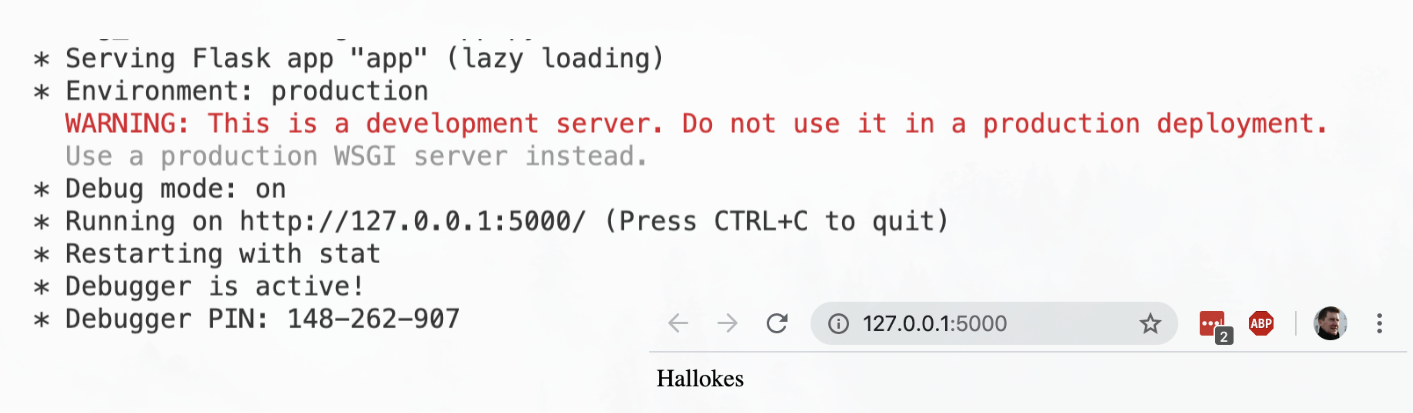 * Serving Flask app "app" (lazy loading)
* Environment: production
WARNING: This is a development server. Do not use it in a production deployment.
Use a production WSGI server instead.
* Debug mode: on
* Running on http://127.0.0.1:5000/ (Press CTRL+C to quit)
* Restarting with stat
* Debugger is active!
* Debugger PIN: 148-262-907
127.0.0.1:5000
2
ABP
Hallokes